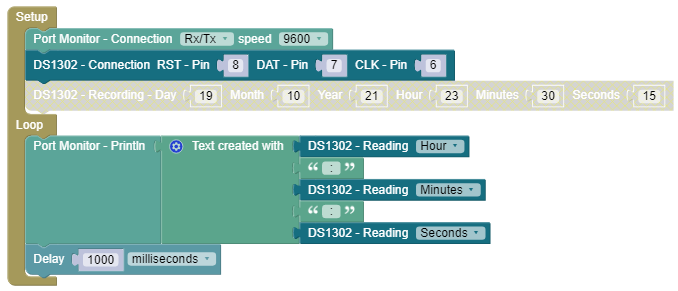 Setup
Port Monitor - Connection Rx/Tx speed 9600
DS1302 - Connection RST - Pin 8 DAT - Pin 7 CLK - Pin 6
DS1302 - Recording - Day 19 Month 10 Year 21 Hour 23 Minutes 30 Seconds 15
Loop
Port Monitor - Println Text created with DS1302 - Reading Hour
“ : ”
DS1302 - Reading Minutes
“ : ”
DS1302 - Reading Seconds
Delay 1000 milliseconds